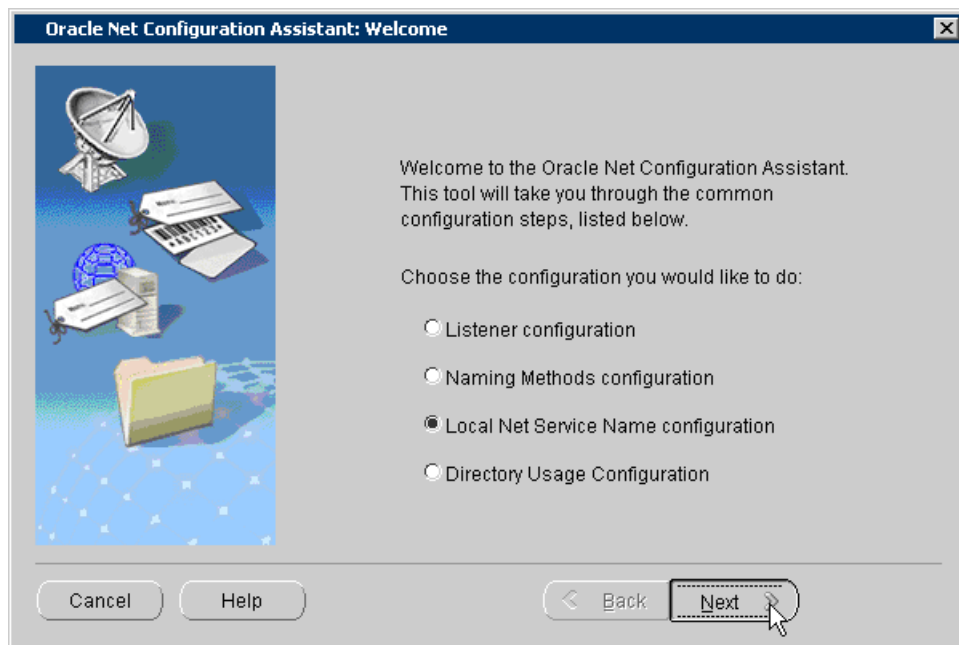 Oracle Net Configuration Assistant: Welcome
Welcome to the Oracle Net Configuration Assistant.
This tool will take you through the common
configuration steps, listed below.
Choose the configuration you would like to do:
Listener configuration
Naming Methods configuration
Local Net Service Name configuration
Directory Usage Configuration
Cancel
Help
Back
Next